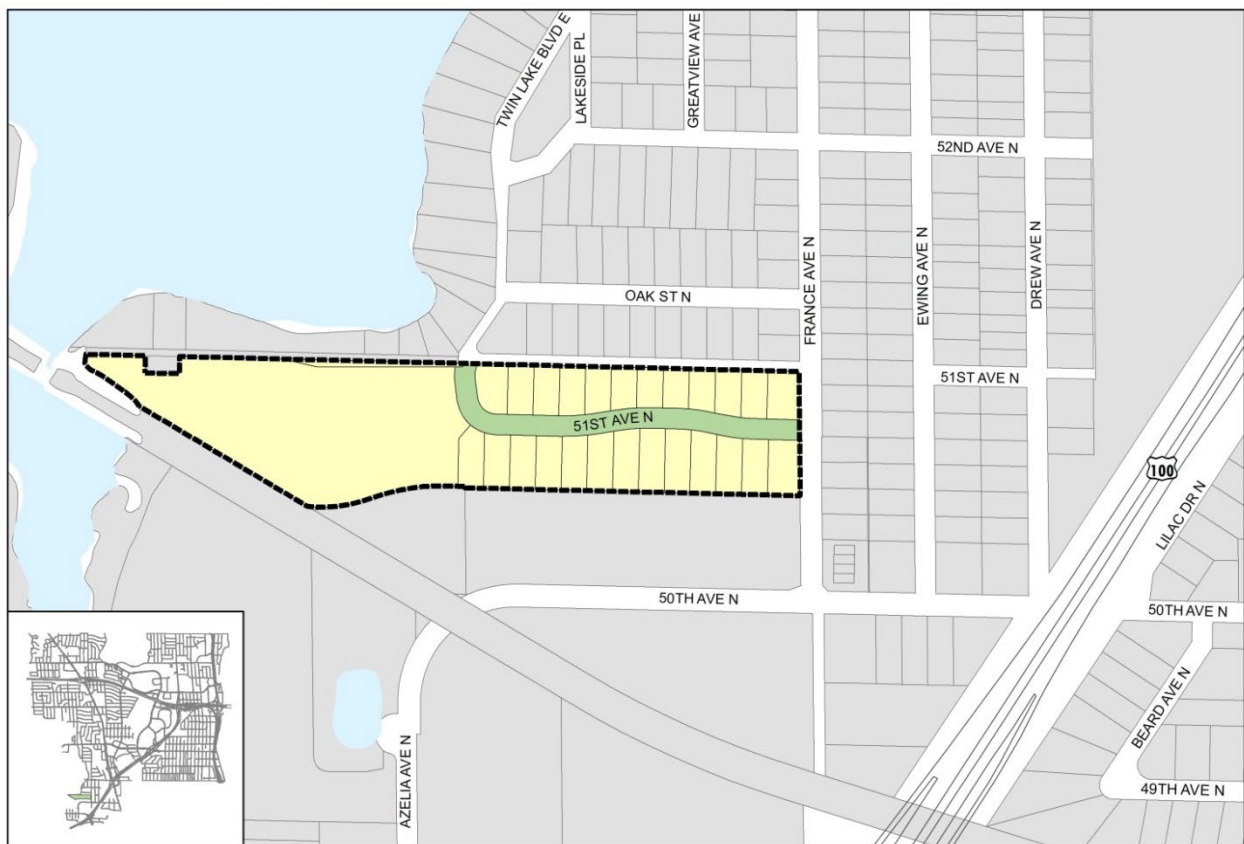 TWIN LAKE BLVD E
LAKESIDE PL
GREATVIEW AVE
52ND AVE N
FRANCE AVE N
EWING AVE N
DREW AVE N
OAK ST N
51ST AVE N
51ST AVE N
100
LILAC DR N
50TH AVE N
50TH AVE N
BEARD AVE N
AZELIA AVE N
49TH AVE N